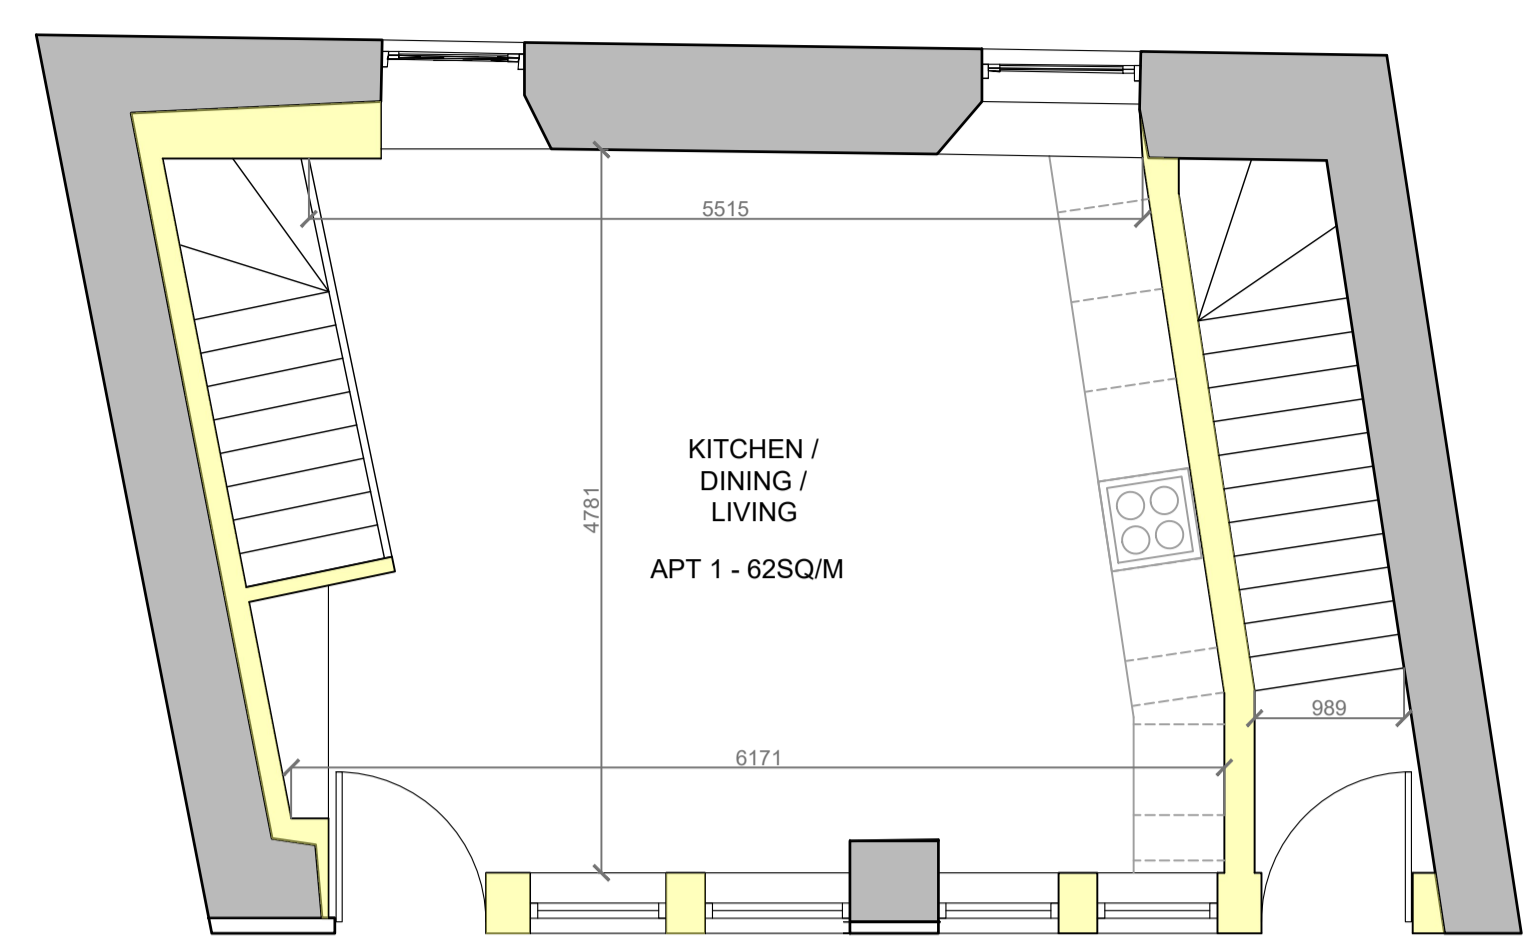 5515
KITCHEN /
DINING /
LIVING
4781
APT 1 - 62SQ/M
989
6171